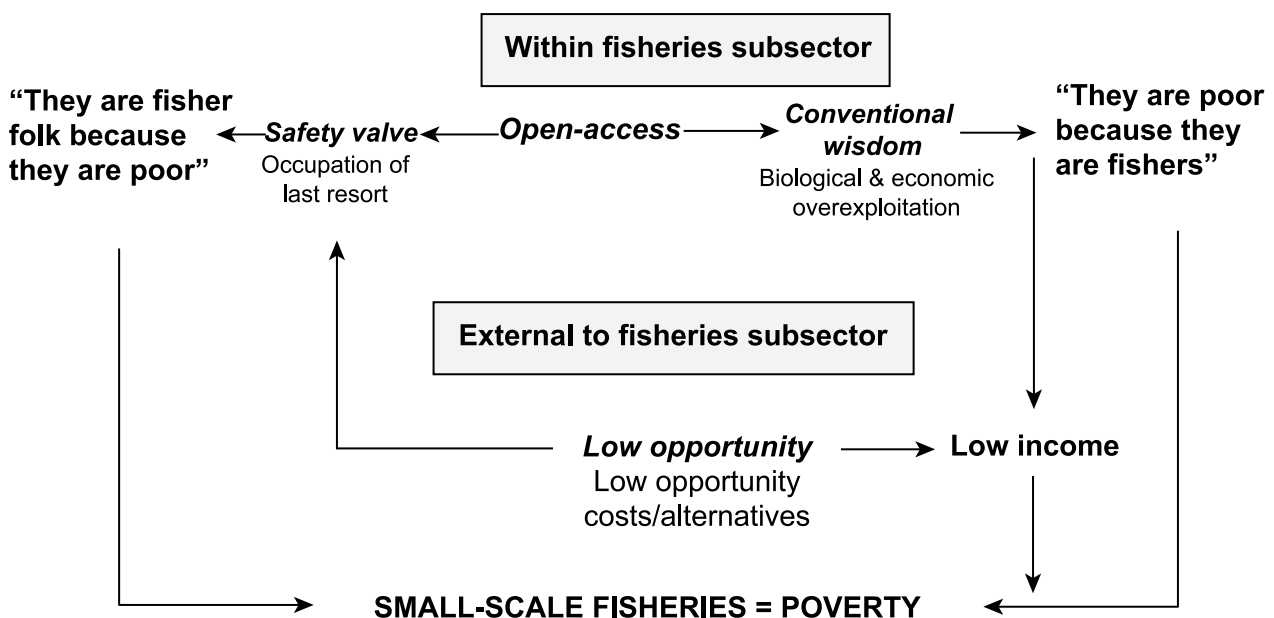 Within fisheries subsector
“They are fisher
folk because
they are poor”
Safety valve
Occupation of
last resort
Open-access
Conventional
wisdom
Biological & economic
overexploitation
“They are poor
because they
are fishers”
External to fisheries subsector
Low opportunity
Low opportunity
costs/alternatives
Low income
SMALL-SCALE FISHERIES = POVERTY